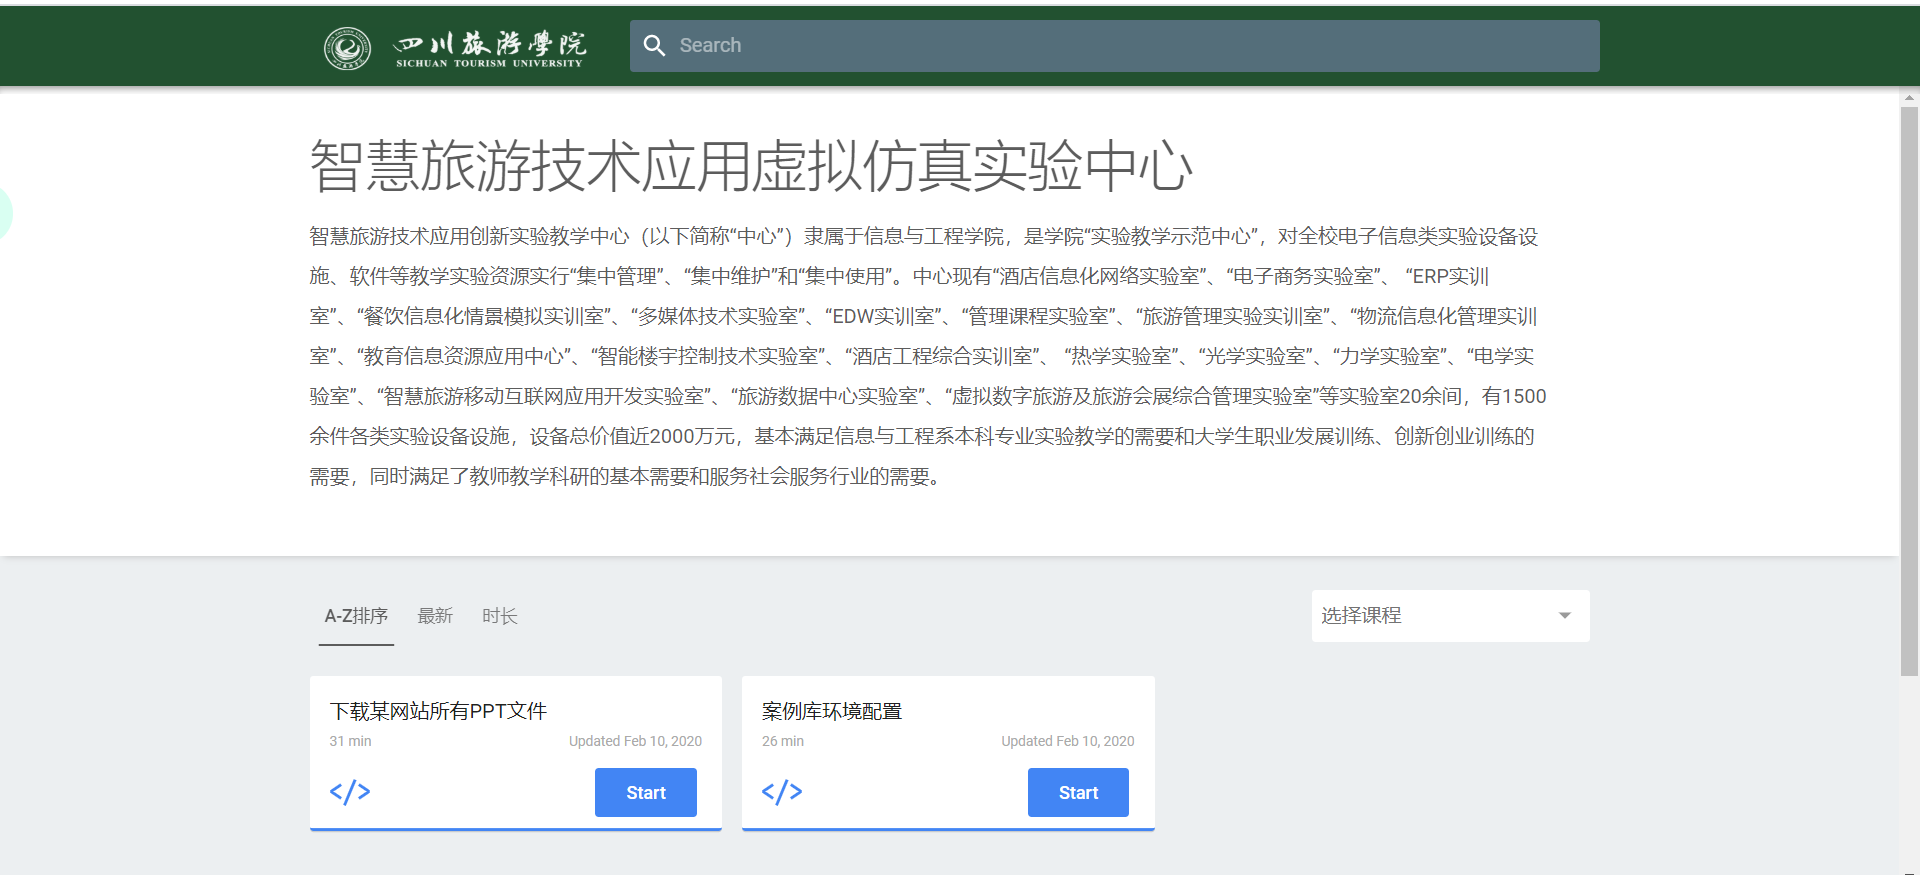 四川旅游學院
SICHUAN TOURISM UNIVERSITY
Search
智慧旅游技术应用虚拟仿真实验中心
智慧旅游技术应用创新实验教学中心（以下简称“中心”）隶属于信息与工程学院，是学院“实验教学示范中心”，对全校电子信息类实验设备设
施、软件等教学实验资源实行“集中管理”、“集中维护”和“集中使用”。中心现有“酒店信息化网络实验室”、“电子商务实验室”、 “ERP实训
室”、“餐饮信息化情景模拟实训室”、“多媒体技术实验室”、“EDW实训室”、“管理课程实验室”、“旅游管理实验实训室”、“物流信息化管理实训
室”、“教育信息资源应用中心”、“智能楼宇控制技术实验室”、“酒店工程综合实训室”、 “热学实验室”、“光学实验室”、“力学实验室”、“电学实
验室”、“智慧旅游移动互联网应用开发实验室”、“旅游数据中心实验室”、“虚拟数字旅游及旅游会展综合管理实验室”等实验室20余间，有1500
余件各类实验设备设施，设备总价值近2000万元，基本满足信息与工程系本科专业实验教学的需要和大学生职业发展训练、创新创业训练的
需要，同时满足了教师教学科研的基本需要和服务社会服务行业的需要。
A-Z排序 最新 时长
选择课程
下载某网站所有PPT文件
31 min Updated Feb 10, 2020
</> Start
案例库环境配置
26 min Updated Feb 10, 2020
</> Start